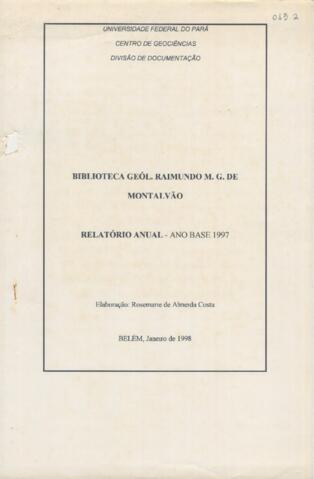 063.2
UNIVERSIDADE FEDERAL DO PARÁ
CENTRO DE GEOCIÊNCIAS
DIVISÃO DE DOCUMENTAÇÃO
BIBLIOTECA GEÓL. RAIMUNDO M. G. DE
MONTALVÃO
RELATÓRIO ANUAL - ANO BASE 1997
Elaboração: Rosemarie de Almeida Costa
BELÉM, Janeiro de 1998